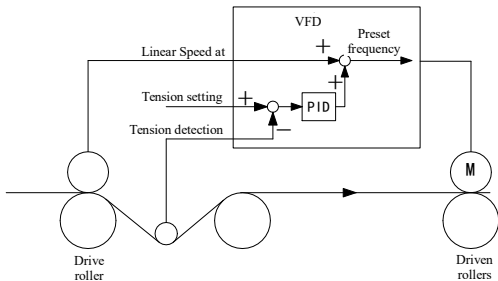 VFD
Linear Speed at
+
Preset
frequency
+
Tension setting
+
PID
Tension detection
−
M
Drive
roller
Driven
rollers